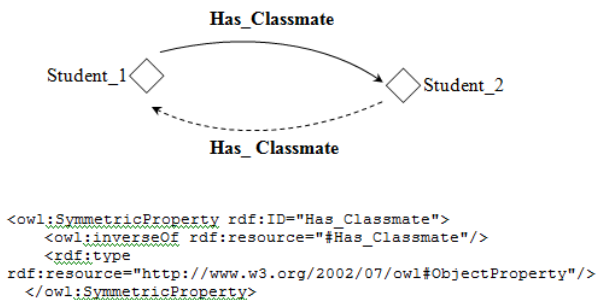 Has_Classmate
Student_1
Student_2
Has_ Classmate
<owl:SymmetricProperty rdf:ID="Has_Classmate">
<owl:inverseOf rdf:resource="#Has_Classmate"/>
<rdf:type
rdf:resource="http://www.w3.org/2002/07/owl#ObjectProperty"/>
</owl:SymmetricProperty>